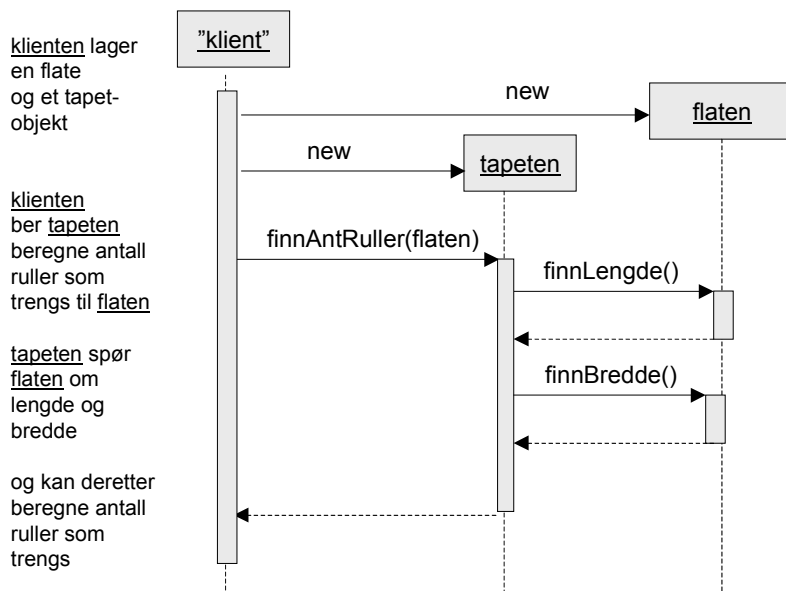 klienten lager
en flate
og et tapet-
objekt
klienten
ber tapeten
beregne antall
ruller som
trengs til flaten
tapeten spør
flaten om
lengde og
bredde
og kan deretter
beregne antall
ruller som
trengs
”klient”
new
flaten
new
tapeten
finnAntRuller(flaten)
finnLengde()
finnBredde()